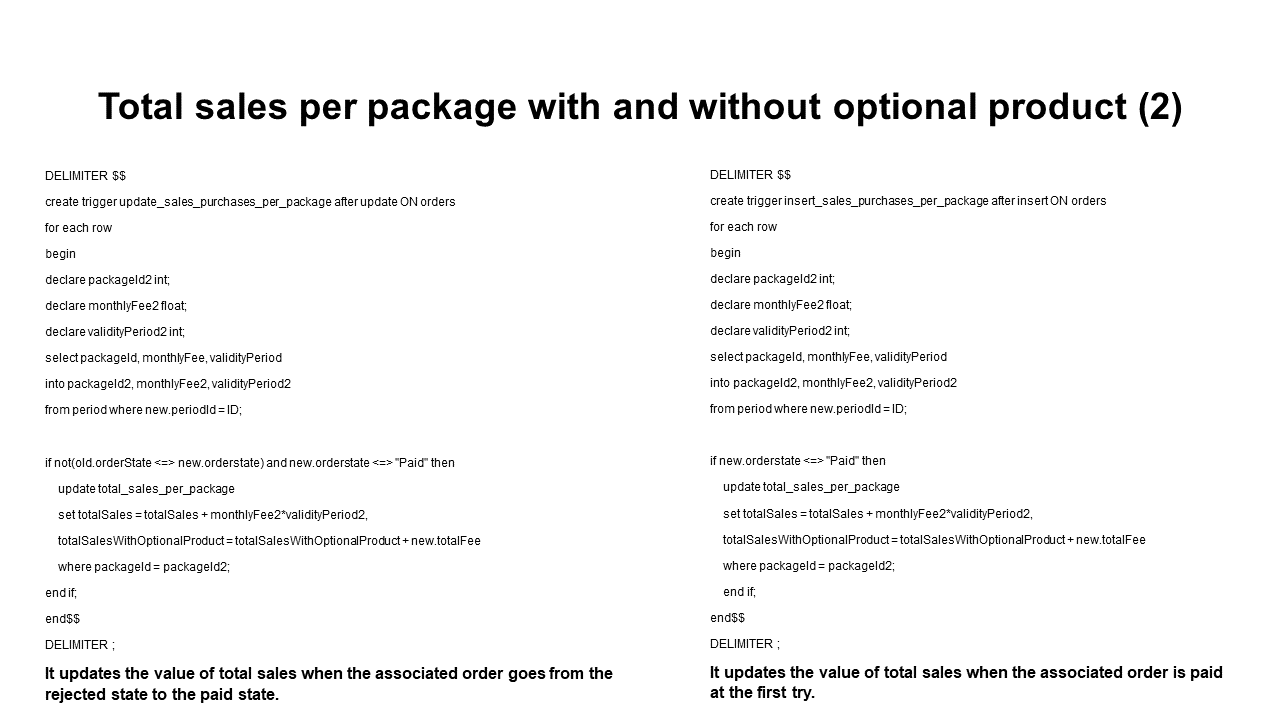 Total sales per package with and without optional product (2)
DELIMITER $$
create trigger update_sales_purchases_per_package after update ON orders
for each row
begin
declare packageId2 int;
declare monthlyFee2 float;
declare validityPeriod2 int;
select packageId, monthlyFee, validityPeriod
into packageId2, monthlyFee2, validityPeriod2
from period where new.periodId = ID;
if not(old.orderState <=> new.orderstate) and new.orderstate <=> "Paid" then
update total_sales_per_package
set totalSales = totalSales + monthlyFee2*validityPeriod2,
totalSalesWithOptionalProduct = totalSalesWithOptionalProduct + new.totalFee
where packageId = packageId2;
end if;
end$$
DELIMITER ;
It updates the value of total sales when the associated order goes from the
rejected state to the paid state.
DELIMITER $$
create trigger insert_sales_purchases_per_package after insert ON orders
for each row
begin
declare packageId2 int;
declare monthlyFee2 float;
declare validityPeriod2 int;
select packageId, monthlyFee, validityPeriod
into packageId2, monthlyFee2, validityPeriod2
from period where new.periodId = ID;
if new.orderstate <=> "Paid" then
update total_sales_per_package
set totalSales = totalSales + monthlyFee2*validityPeriod2,
totalSalesWithOptionalProduct = totalSalesWithOptionalProduct + new.totalFee
where packageId = packageId2;
end if;
end$$
DELIMITER ;
It updates the value of total sales when the associated order is paid
at the first try.